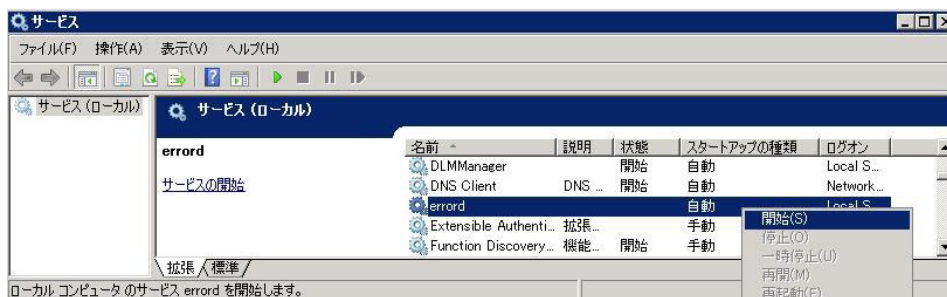 サービス
ファイル(F) 操作(A) 表示(V) ヘルプ(H)
サービス (ローカル)
サービス (ローカル)
errord
サービスの開始
名前 説明 状態 スタートアップの種類 ログオン
DLMManager 開始 自動 Local S...
DNS Client DNS ... 開始 自動 Network...
errord 自動 Local S...
Extensible Authenti... 拡張... 手動
Function Discovery... 機能... 開始 手動
開始(S)
停止(O)
一時停止(U)
再開(M)
再起動(E)
拡張 標準
ローカル コンピュータ のサービス errord を開始します。